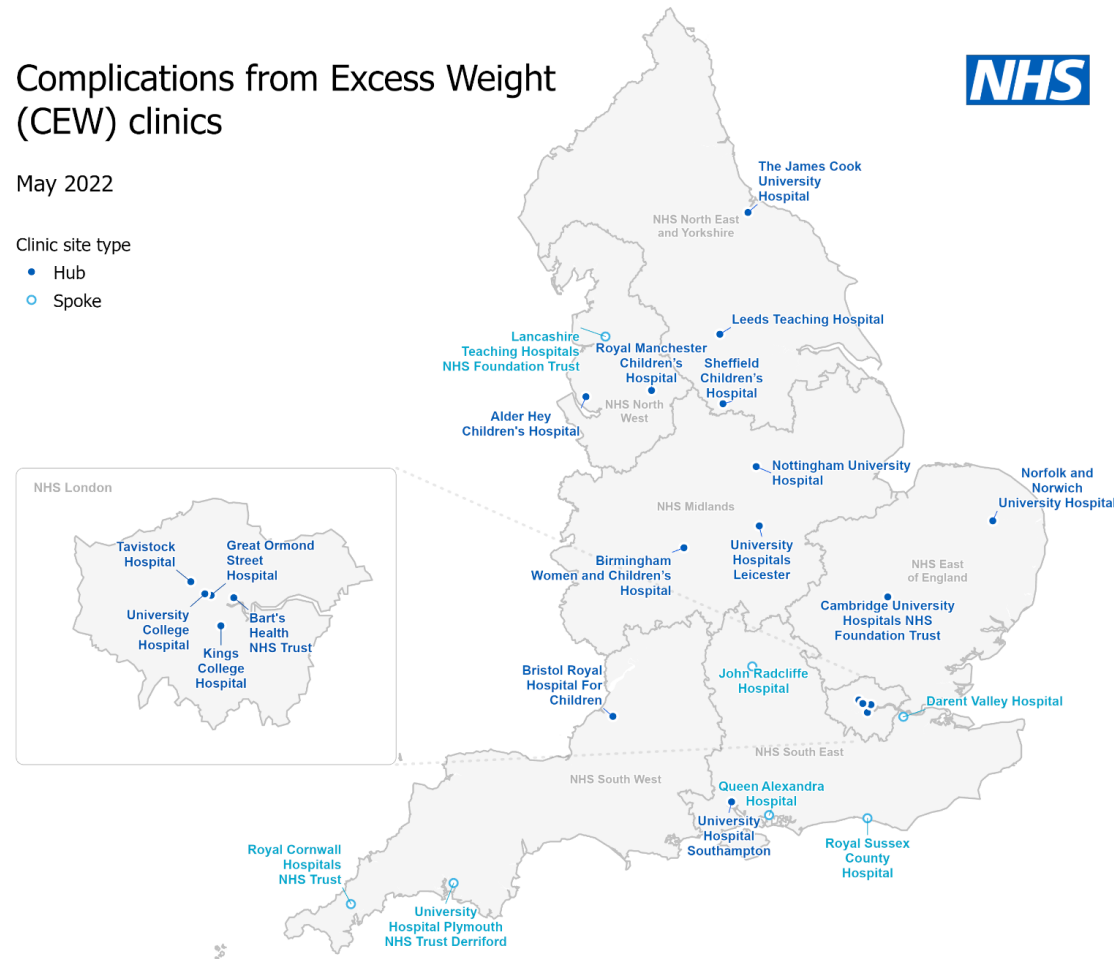 Complications from Excess Weight
(CEW) clinics
NHS
May 2022
Clinic site type
Hub
Spoke
The James Cook
University
Hospital
NHS North East
and Yorkshire
Leeds Teaching Hospital
Lancashire
Teaching Hospitals
NHS Foundation Trust
Royal Manchester
Children's
Hospital
Sheffield
Children's
Hospital
NHS North
West
Alder Hey
Children's Hospital
Nottingham University
Hospital
Norfolk and
Norwich
University Hospital
NHS Midlands
University
Hospitals
Leicester
Birmingham
Women and Children's
Hospital
NHS East
of England
Cambridge University
Hospitals NHS
Foundation Trust
NHS London
Tavistock
Hospital
Great Ormond
Street
Hospital
University
College
Hospital
Bart's
Health
NHS Trust
Kings
College
Hospital
Bristol Royal
Hospital For
Children
John Radcliffe
Hospital
Darent Valley Hospital
NHS South East
NHS South West
Queen Alexandra
Hospital
University
Hospital
Southampton
Royal Sussex
County
Hospital
Royal Cornwall
Hospitals
NHS Trust
University
Hospital Plymouth
NHS Trust Derriford